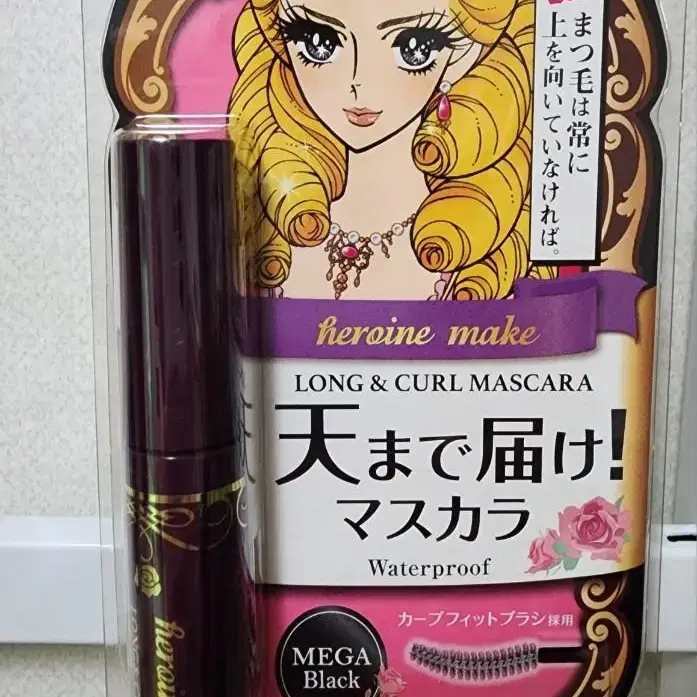 まつ毛は常に
上を向いていなければ。
heroine make
LONG & CURL MASCARA
天まで届け!
マスカラ
Waterproof
カーブフィットブラシ採用
MEGA
Black